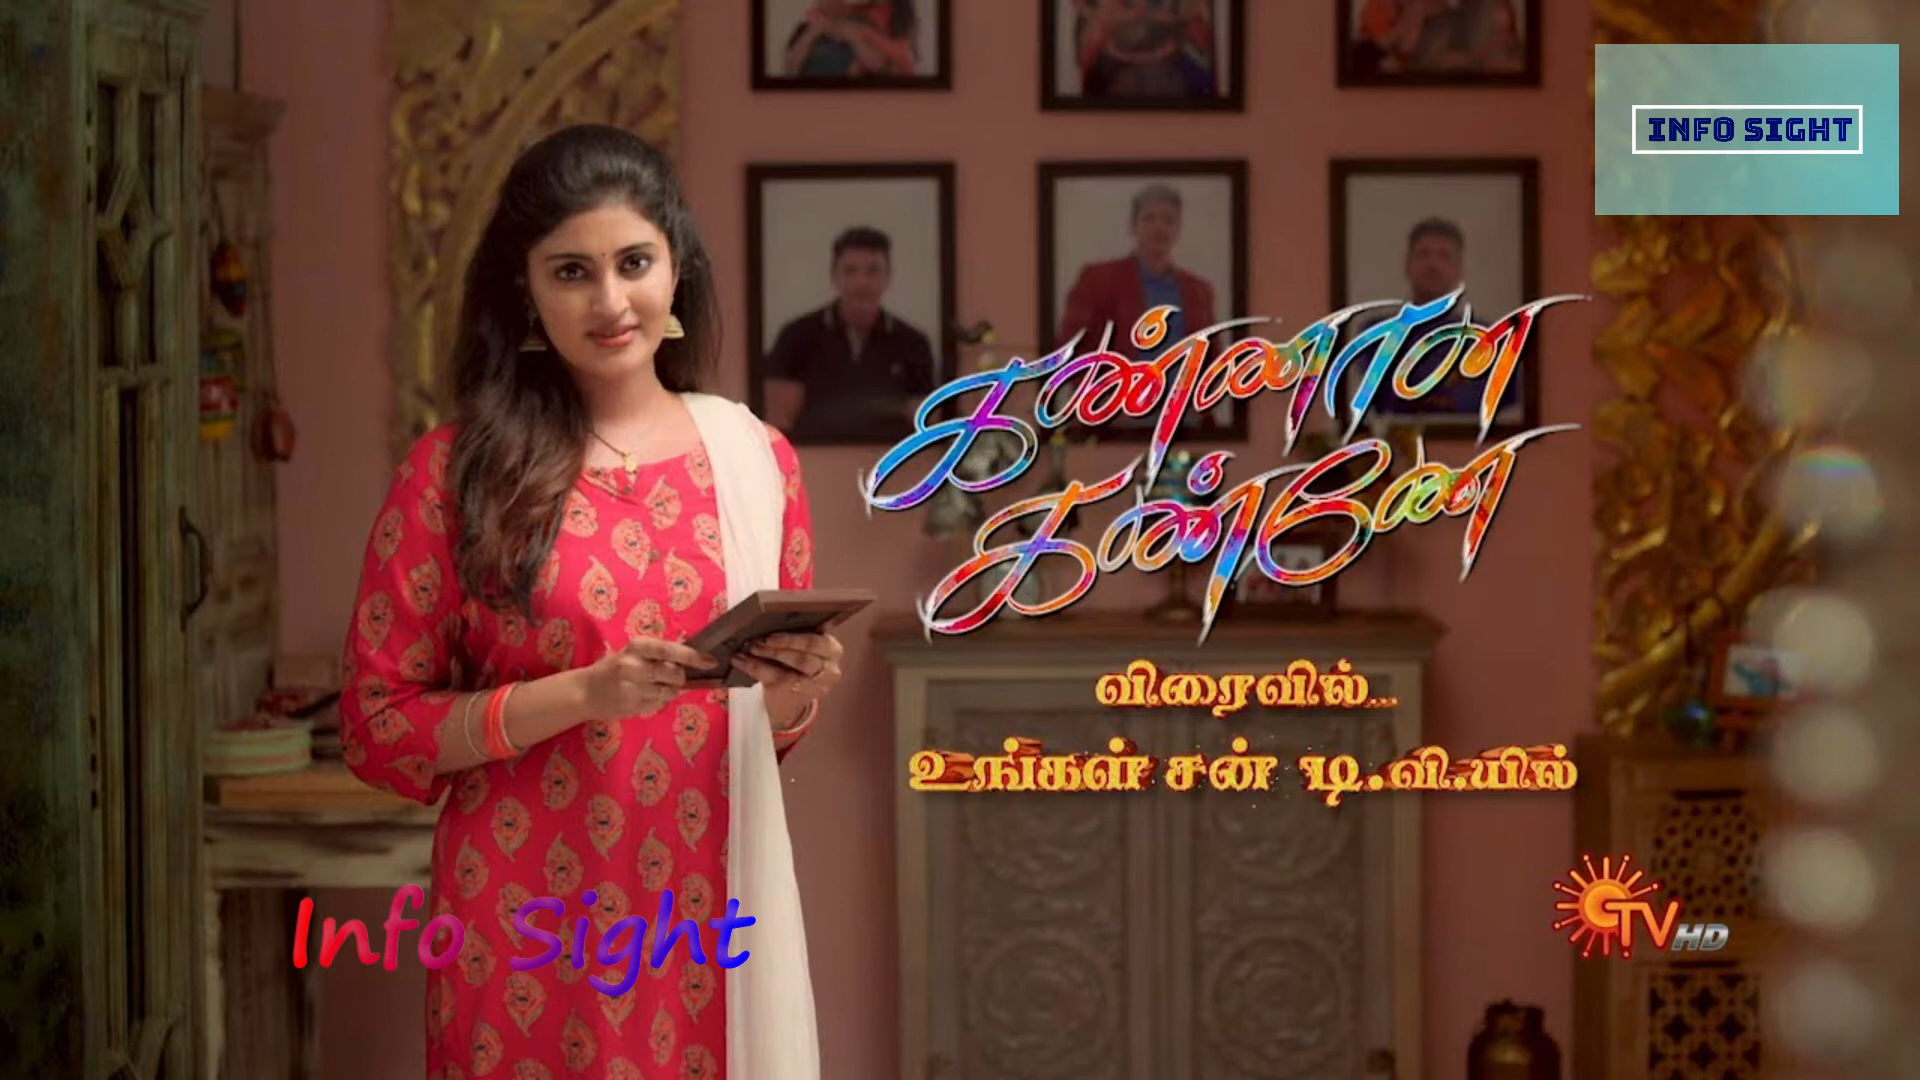 INFO SIGHT
கண்ணான
கண்ணே
விரைவில்...
உங்கள் சன் டி.வி.யில்
Info Sight
TV HD